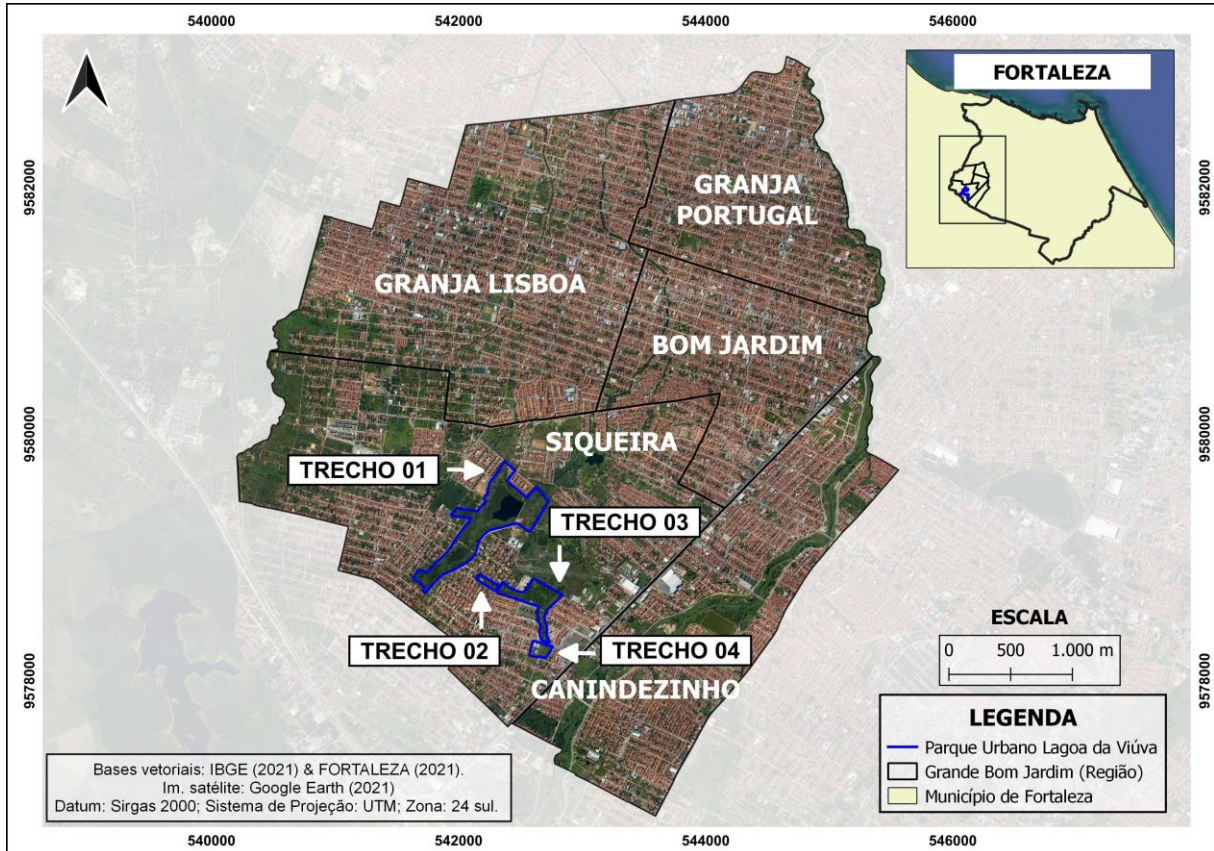 540000
542000
544000
546000
FORTALEZA
9582000
9582000
GRANJA
PORTUGAL
GRANJA LISBOA
BOM JARDIM
9580000
9580000
SIQUEIRA
TRECHO 01
TRECHO 03
TRECHO 02
TRECHO 04
CANINDEZINHO
9578000
9578000
ESCALA
0 500 1.000 m
LEGENDA
Parque Urbano Lagoa da Viúva
Grande Bom Jardim (Região)
Município de Fortaleza
Bases vetoriais: IBGE (2021) & FORTALEZA (2021).
Im. satélite: Google Earth (2021)
Datum: Sirgas 2000; Sistema de Projeção: UTM; Zona: 24 sul.
540000
542000
544000
546000